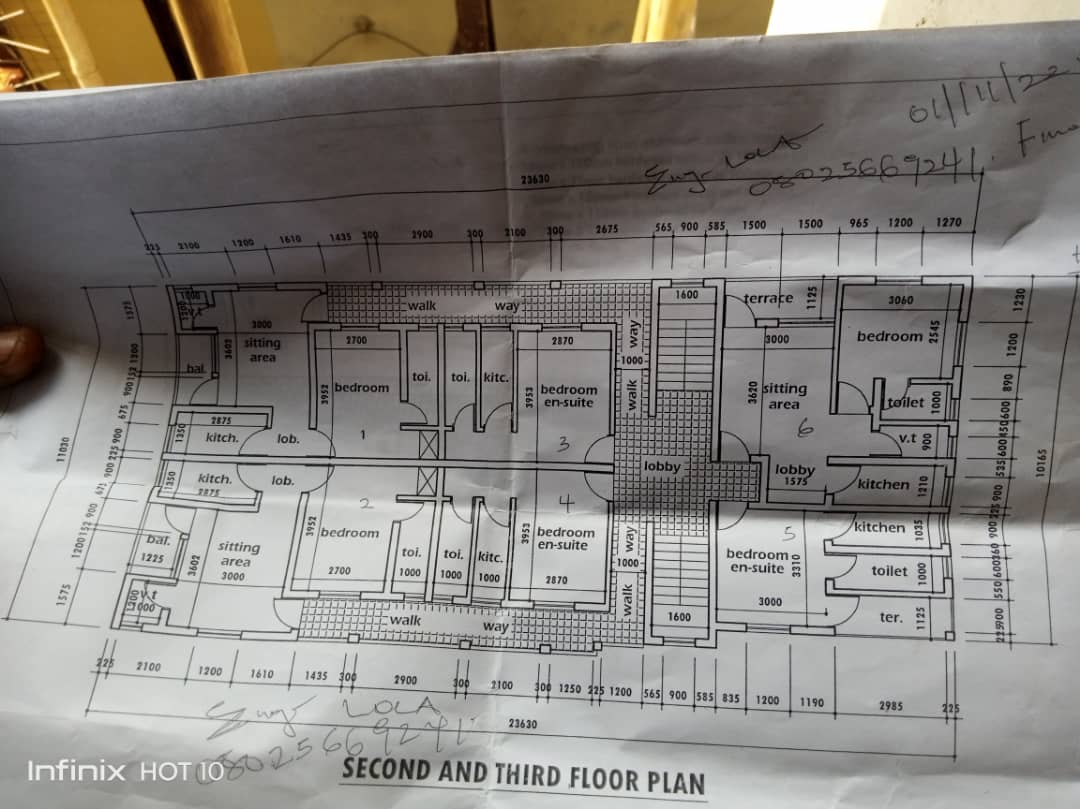 01/11/22
Engr Lola
08025669241
23630
225 2100 1200 1610 1435 300 2900 300 2100 300 2675 565 900 585 1500 1500 965 1200 1270
1000 walk way 1600 terrace 1125 3060
1200 v.t 3000 sitting area 3602
2700 2870 1000 walk way 3000 bedroom 2545
bal. 3952 bedroom toi. toi. kitc. 3953 bedroom en-suite 3620 sitting area toilet 1000
2875 1350 kitch. lob. 1 3 6 v.t 900
lobby lobby 1575 kitchen 1210
1350 kitch. 2875 lob. 2 4 5 kitchen 1035
bal. 1225 3602 sitting area 3000 3952 bedroom toi. toi. kitc. 3953 bedroom en-suite way 1000 walk bedroom en-suite 3310 toilet 1000
v.t 1000 2700 1000 1000 1000 2870 3000
walk way 1600 ter. 1125
11030
1575 1200 900 675 900 225 900 1200 1575
10165
1230 1200 890 600 450 600 535 900 225 900 360 600 550 900 225
225 2100 1200 1610 1435 300 2900 300 2100 300 1250 225 1200 565 900 585 835 1200 1190 2985 225
Engr LOLA
23630
08025669241
Infinix HOT 10
SECOND AND THIRD FLOOR PLAN